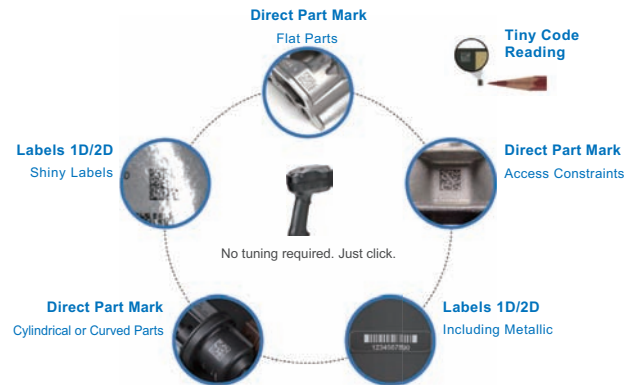 Direct Part Mark
Flat Parts
Tiny Code
Reading
Labels 1D/2D
Shiny Labels
Direct Part Mark
Access Constraints
No tuning required. Just click.
Direct Part Mark
Cylindrical or Curved Parts
Labels 1D/2D
Including Metallic